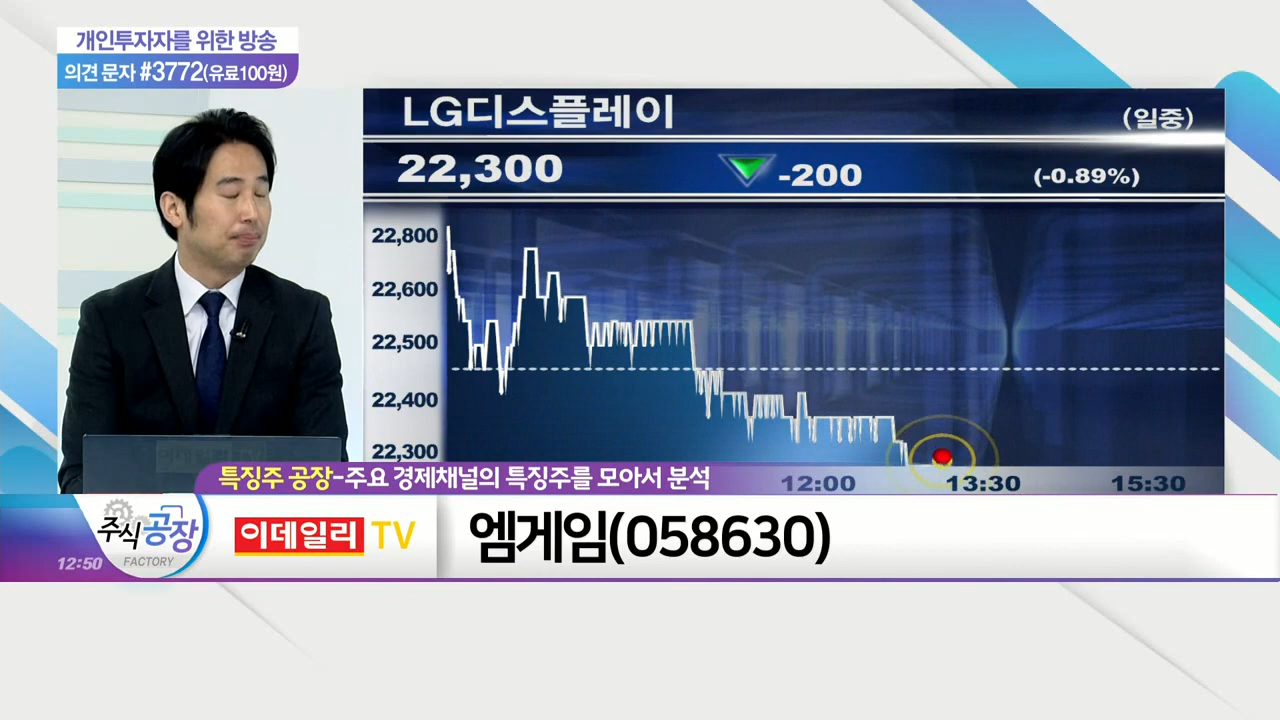 개인투자자를 위한 방송
의견 문자 #3772(유료100원)
LG디스플레이
(일중)
22,300
-200
(-0.89%)
22,800
22,600
22,500
22,400
22,300
12:00
13:30
15:30
특징주 공장-주요 경제채널의 특징주를 모아서 분석
주식공장
FACTORY
12:50
이데일리 TV
엠게임(058630)